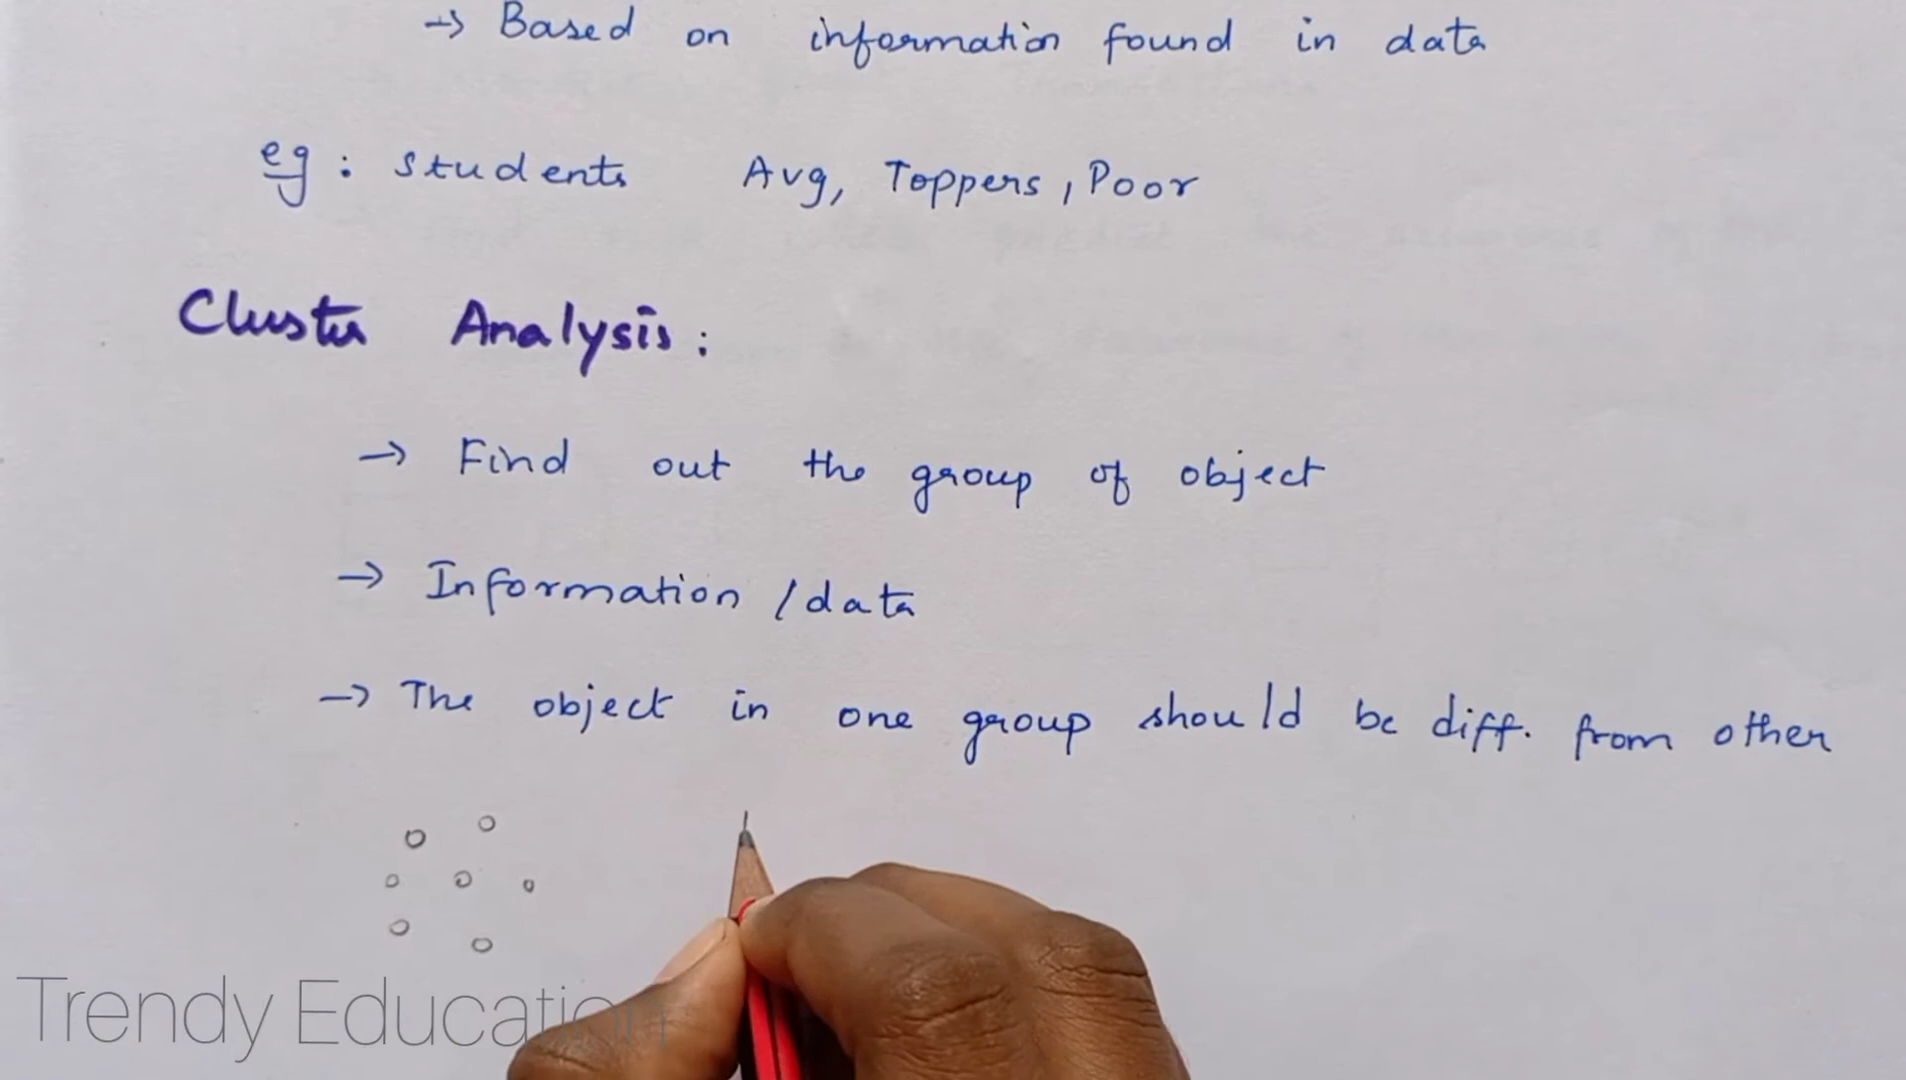 → Based on information found in data
eg: students Avg, Toppers, Poor
Cluster Analysis:
→ Find out the group of object
→ Information / data
→ The object in one group should be diff. from other
Trendy Education